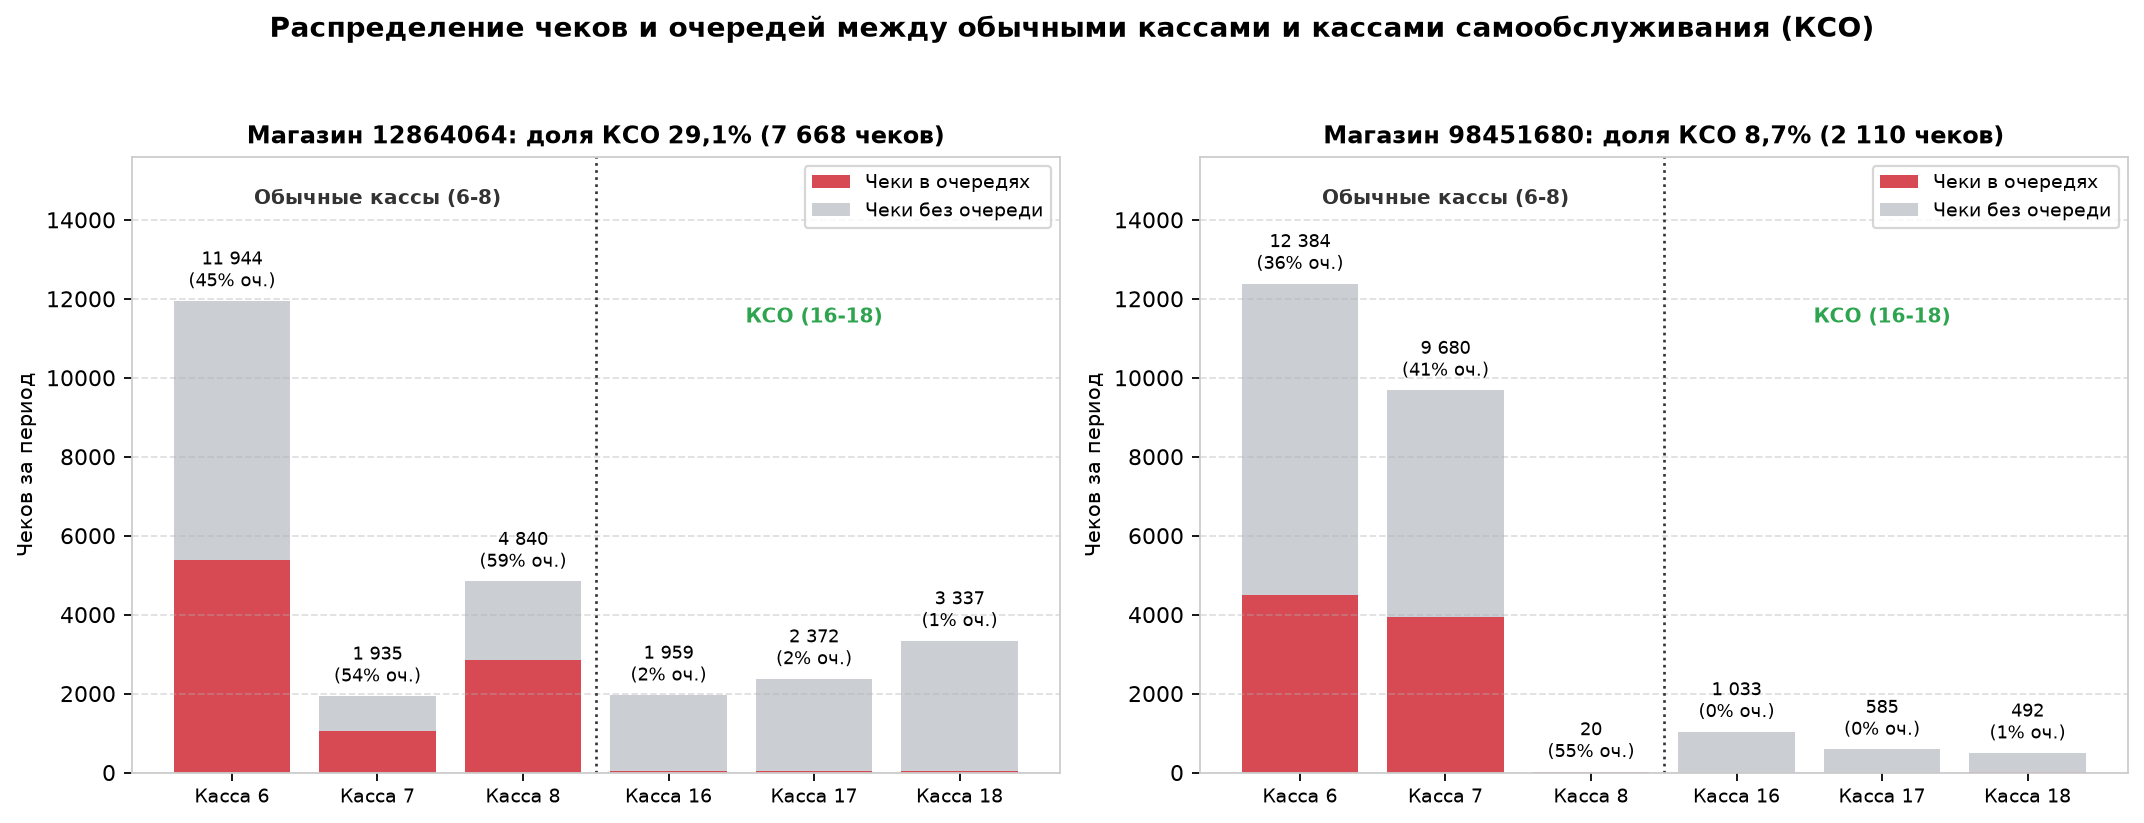 Распределение чеков и очередей между обычными кассами и кассами самообслуживания (КСО)
Магазин 12864064: доля КСО 29,1% (7 668 чеков)
Чеки в очередях
Чеки без очереди
Обычные кассы (6-8)
КСО (16-18)
Чеков за период
14000
12000
10000
8000
6000
4000
2000
0
11 944
(45% оч.)
1 935
(54% оч.)
4 840
(59% оч.)
1 959
(2% оч.)
2 372
(2% оч.)
3 337
(1% оч.)
Касса 6
Касса 7
Касса 8
Касса 16
Касса 17
Касса 18
Магазин 98451680: доля КСО 8,7% (2 110 чеков)
Чеки в очередях
Чеки без очереди
Обычные кассы (6-8)
КСО (16-18)
Чеков за период
14000
12000
10000
8000
6000
4000
2000
0
12 384
(36% оч.)
9 680
(41% оч.)
20
(55% оч.)
1 033
(0% оч.)
585
(0% оч.)
492
(1% оч.)
Касса 6
Касса 7
Касса 8
Касса 16
Касса 17
Касса 18